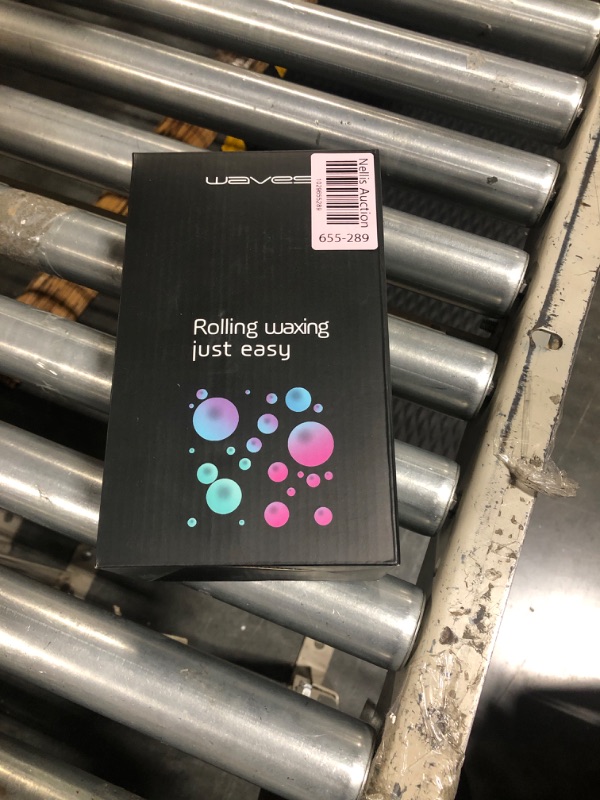 waves
Nellis Auction
655-289
Rolling waxing
just easy